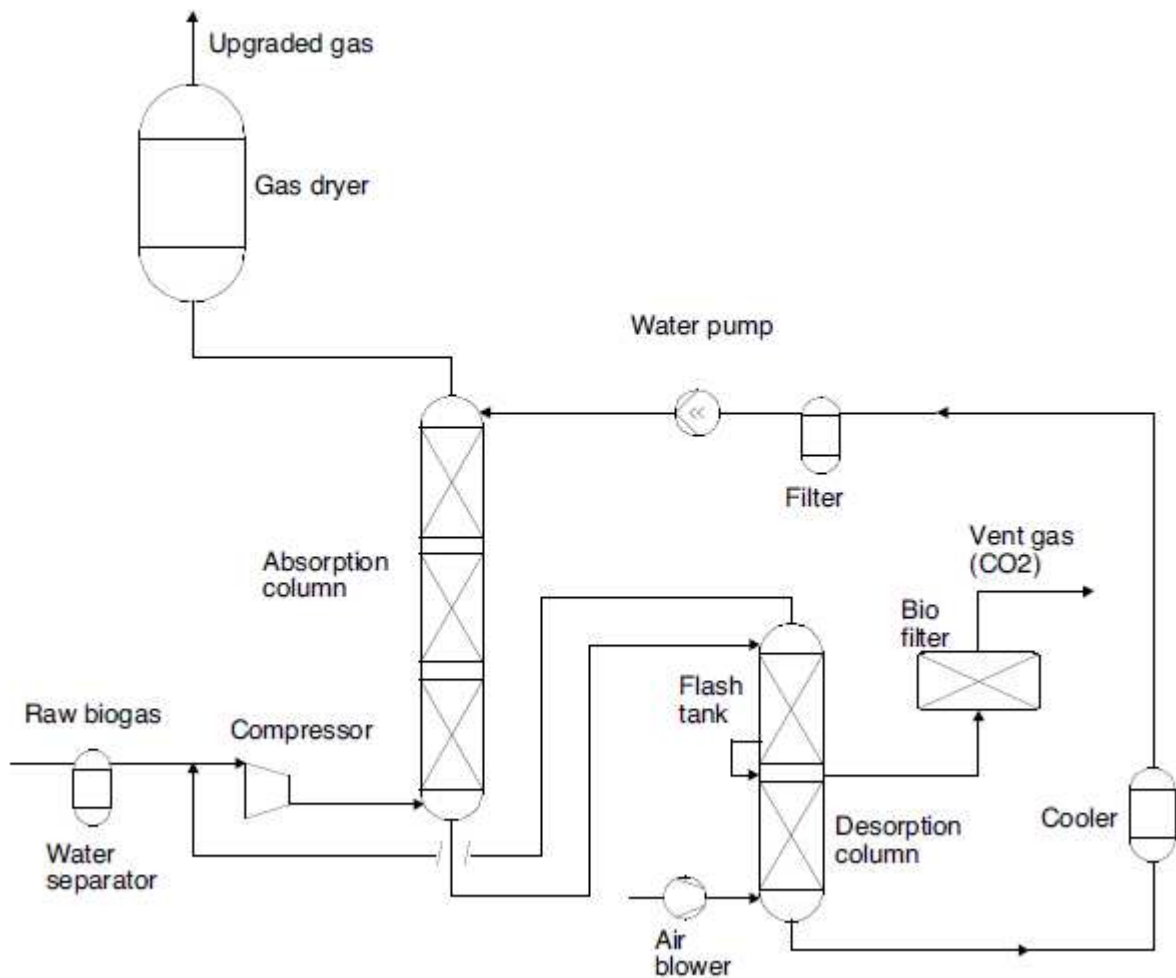 Upgraded gas
Gas dryer
Water pump
Filter
Vent gas
(CO2)
Absorption
column
Bio
filter
Flash
tank
Raw biogas
Compressor
Cooler
Desorption
column
Water
separator
Air
blower